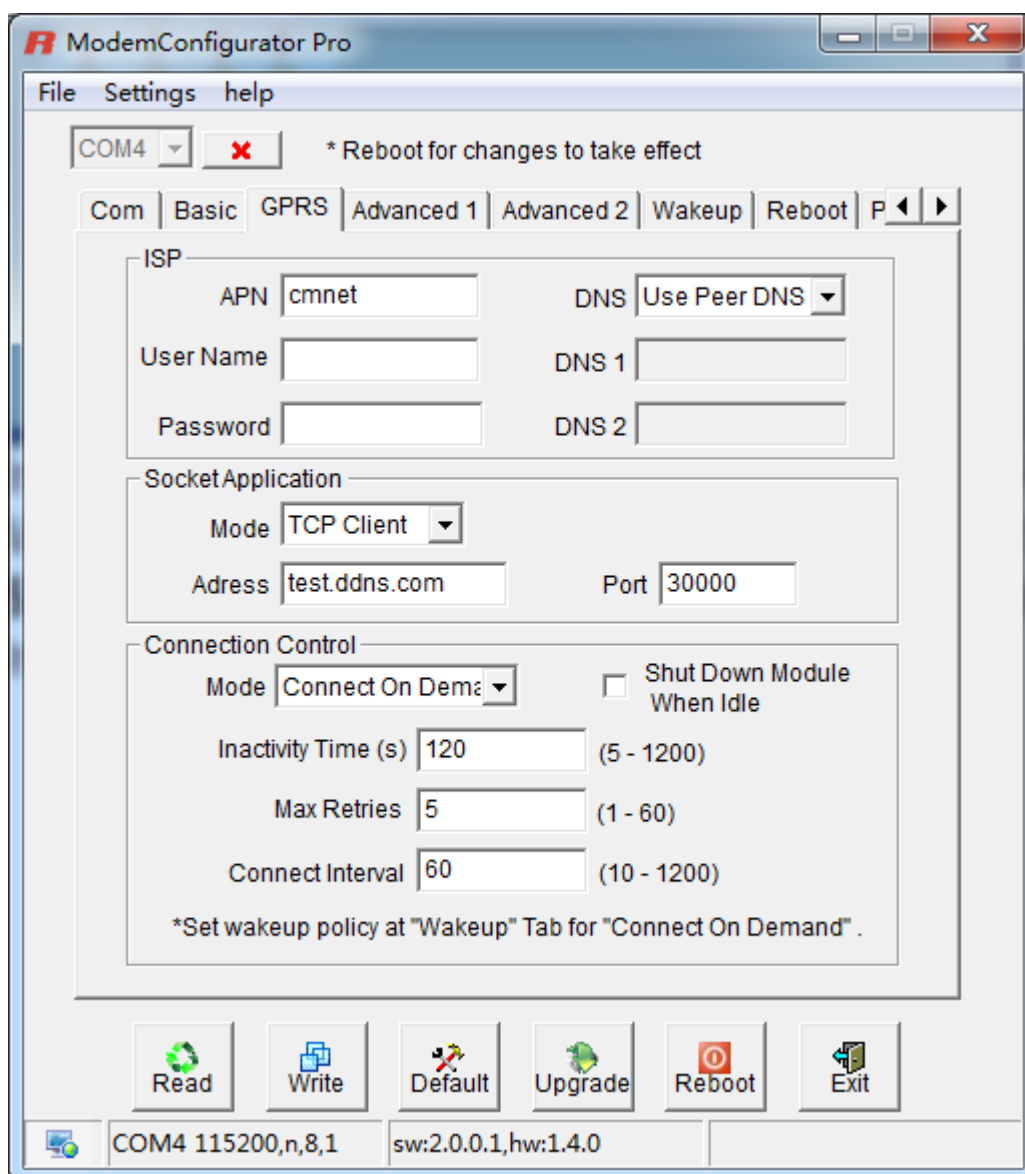 ModemConfigurator Pro
File Settings help
COM4 * Reboot for changes to take effect
Com Basic GPRS Advanced 1 Advanced 2 Wakeup Reboot P
ISP
APN cmnet DNS Use Peer DNS
User Name DNS 1
Password DNS 2
Socket Application
Mode TCP Client
Adress test.ddns.com Port 30000
Connection Control
Mode Connect On Dema Shut Down Module
When Idle
Inactivity Time (s) 120 (5 - 1200)
Max Retries 5 (1 - 60)
Connect Interval 60 (10 - 1200)
*Set wakeup policy at "Wakeup" Tab for "Connect On Demand" .
Read Write Default Upgrade Reboot Exit
COM4 115200,n,8,1 sw:2.0.0.1,hw:1.4.0